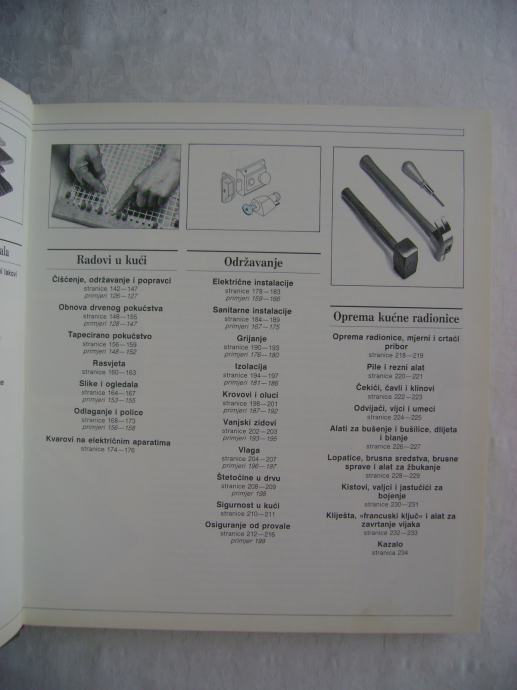 ala
i lakovi
e
Radovi u kući
Čišćenje, održavanje i popravci
stranice 142—147
primjeri 126—127
Obnova drvenog pokućstva
stranice 148—155
primjeri 128—147
Tapecirano pokućstvo
stranice 156—159
primjeri 148—152
Rasvjeta
stranice 160—163
Slike i ogledala
stranice 164—167
primjeri 153—155
Odlaganje i police
stranice 168—173
primjeri 156—158
Kvarovi na električnim aparatima
stranice 174—176
Održavanje
Električne instalacije
stranice 178—183
primjeri 159—166
Sanitarne instalacije
stranice 184—189
primjeri 167—175
Grijanje
stranice 190—193
primjeri 176—180
Izolacija
stranice 194—197
primjeri 181—186
Krovovi i oluci
stranice 198—201
primjeri 187—192
Vanjski zidovi
stranice 202—203
primjeri 193—195
Vlaga
stranice 204—207
primjeri 196—197
Štetočine u drvu
stranice 208—209
primjer 198
Sigurnost u kući
stranice 210—211
Osiguranje od provale
stranice 212—216
primjer 199
Oprema kućne radionice
Oprema radionice, mjerni i crtaći
pribor
stranice 218—219
Pile i rezni alat
stranice 220—221
Čekići, čavli i klinovi
stranice 222—223
Odvijači, vijci i umeci
stranice 224—225
Alati za bušenje i bušilice, dlijeta
i blanje
stranice 226—227
Lopatice, brusna sredstva, brusne
sprave i alat za žbukanje
stranice 228—229
Kistovi, valjci i jastučići za
bojenje
stranice 230—231
Kliješta, »francuski ključ« i alat za
zavrtanje vijaka
stranice 232—233
Kazalo
stranica 234